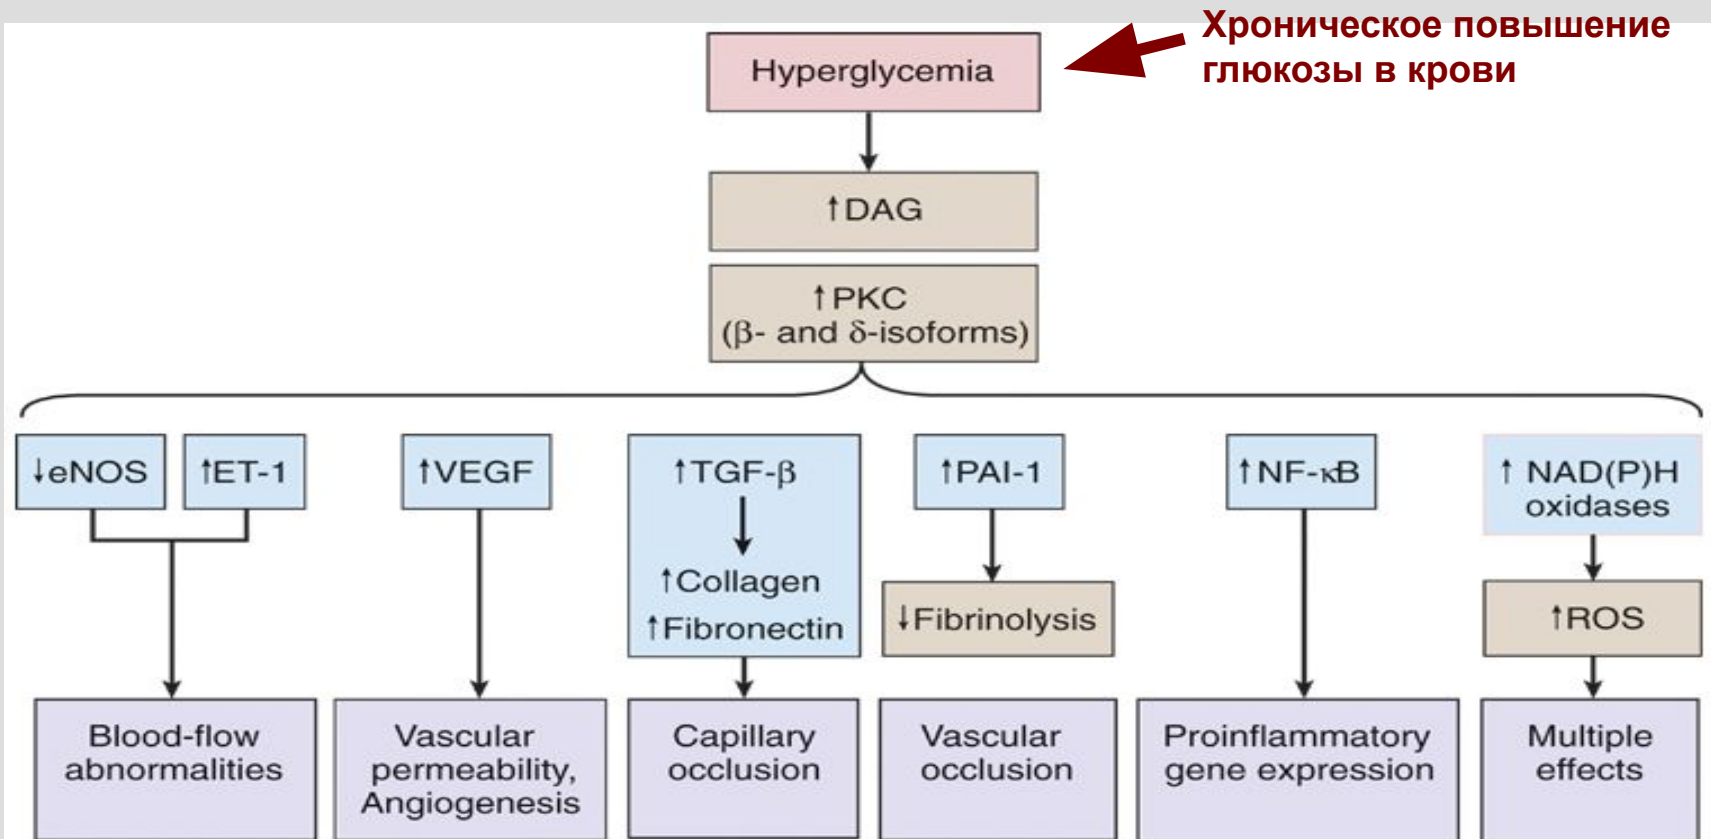 Хроническое повышение
глюкозы в крови
Hyperglycemia
↑DAG
↑PKC
(β- and δ-isoforms)
↓eNOS
↑ET-1
↑VEGF
↑TGF-β
↑Collagen
↑Fibronectin
↑PAI-1
↓Fibrinolysis
↑NF-κB
↑ NAD(P)H
oxidases
↑ROS
Blood-flow
abnormalities
Vascular
permeability,
Angiogenesis
Capillary
occlusion
Vascular
occlusion
Proinflammatory
gene expression
Multiple
effects